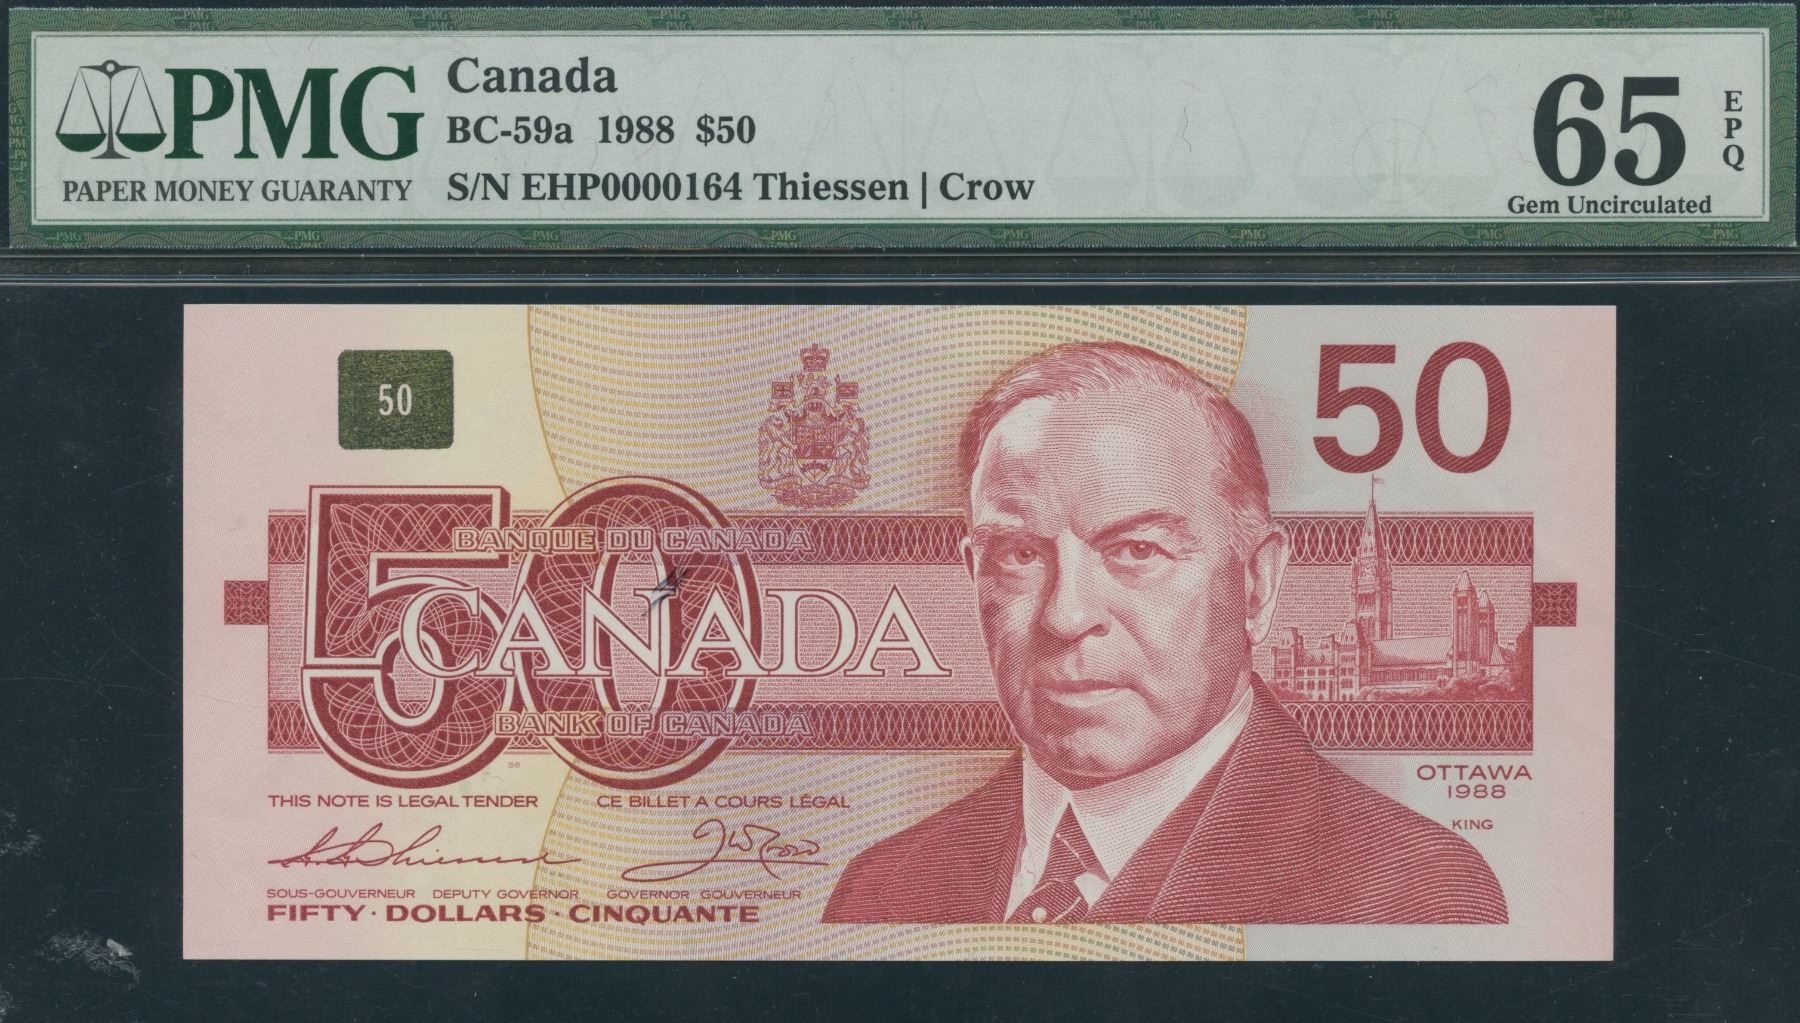 PMG
PAPER MONEY GUARANTY
Canada
BC-59a 1988 $50
S/N EHP0000164 Thiessen | Crow
65
EPQ
Gem Uncirculated
50
50
50
BANQUE DU CANADA
CANADA
BANK OF CANADA
36
THIS NOTE IS LEGAL TENDER CE BILLET A COURS LÉGAL
SOUS-GOUVERNEUR DEPUTY GOVERNOR GOVERNOR GOUVERNEUR
FIFTY · DOLLARS · CINQUANTE
OTTAWA
1988
KING